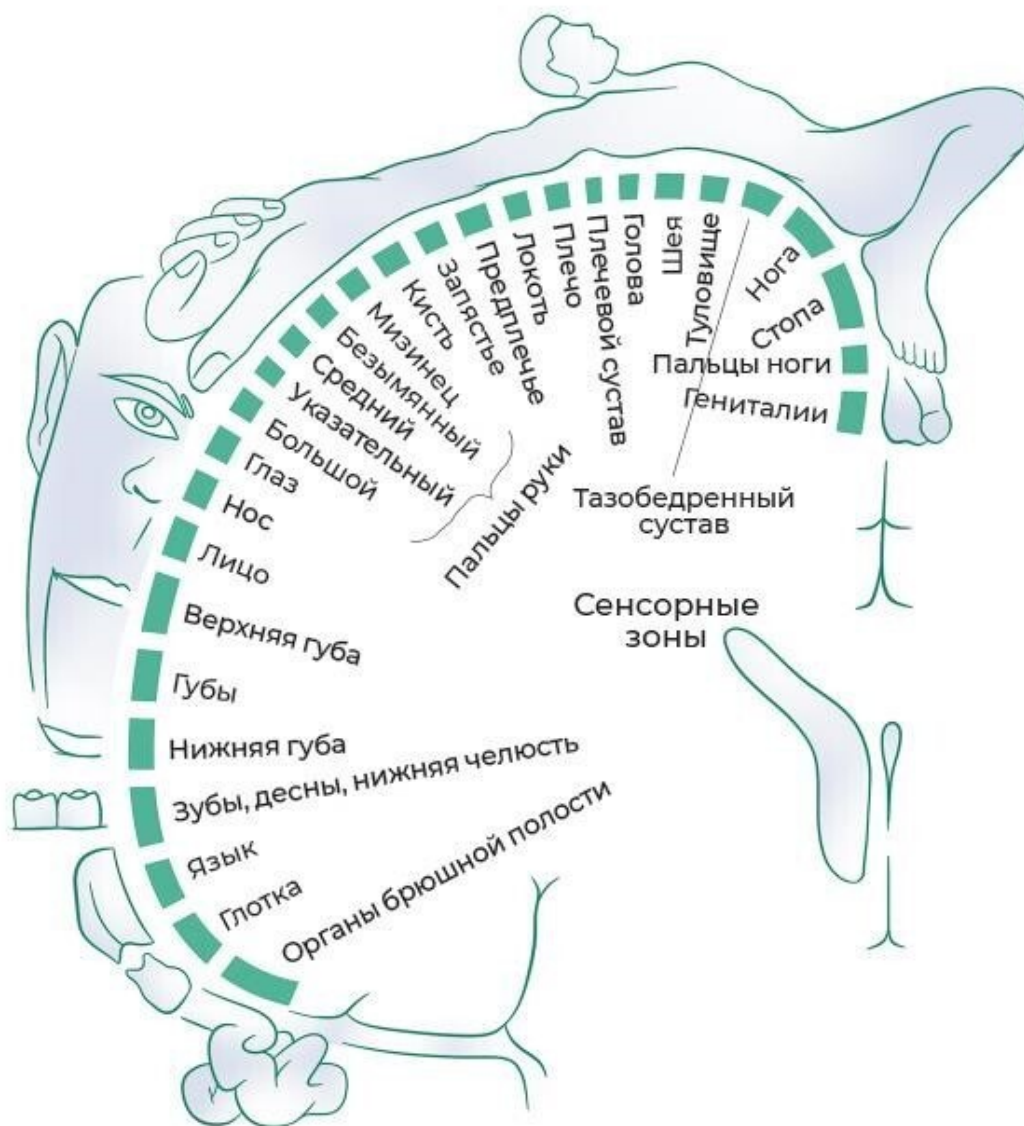 Гениталии
Пальцы ноги
Стопа
Нога
Тазобедренный
сустав
Туловище
Шея
Голова
Плечевой сустав
Плечо
Локоть
Предплечье
Запястье
Кисть
Мизинец
Безымянный
Средний
Указательный
Большой
Пальцы руки
Глаз
Нос
Лицо
Верхняя губа
Губы
Нижняя губа
Зубы, десны, нижняя челюсть
Язык
Глотка
Органы брюшной полости
Сенсорные
зоны